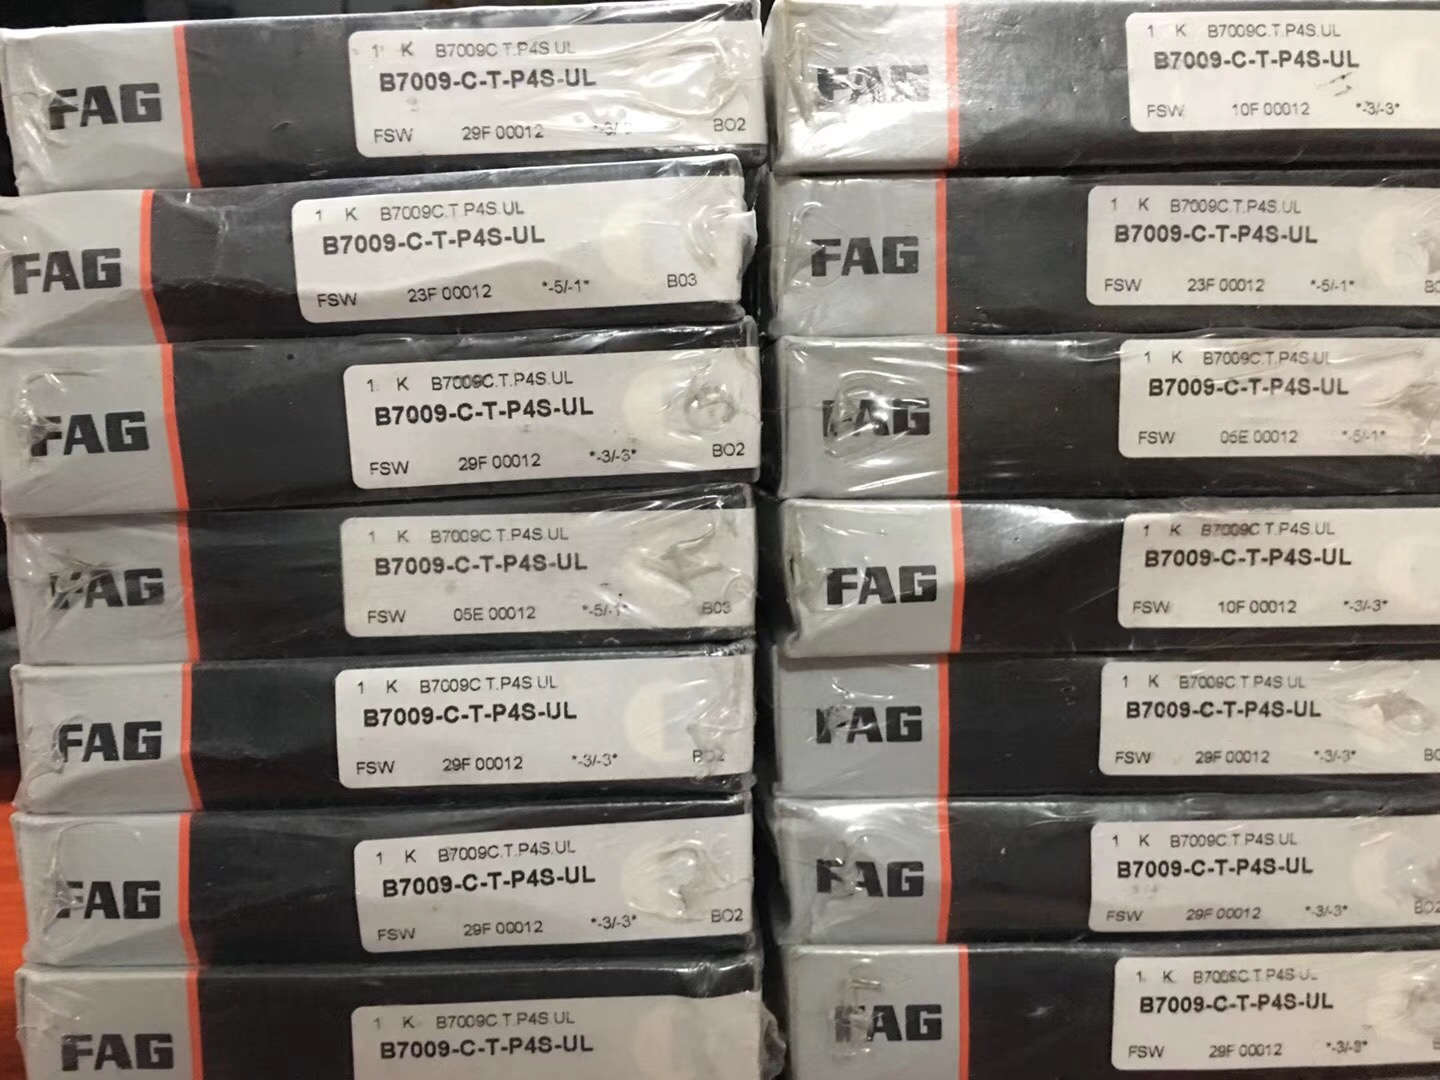 FAG
1 K B7009C.T.P4S.UL
B7009-C-T-P4S-UL
FSW 29F 00012 BO2
FAG
1 K B7009C.T.P4S.UL
B7009-C-T-P4S-UL
FSW 23F 00012 *-5/-1* B03
FAG
1 K B7009C.T.P4S.UL
B7009-C-T-P4S-UL
FSW 29F 00012 *-3/-3* BO2
FAG
1 K B7009C.T.P4S.UL
B7009-C-T-P4S-UL
FSW 05E 00012 *-5/-1* B03
FAG
1 K B7009C.T.P4S.UL
B7009-C-T-P4S-UL
FSW 29F 00012 *-3/-3* BO2
FAG
1 K B7009C.T.P4S.UL
B7009-C-T-P4S-UL
FSW 29F 00012 *-3/-3* BO2
FAG
1 K B7009C.T.P4S.UL
B7009-C-T-P4S-UL
FAG
1 K B7009C.T.P4S.UL
B7009-C-T-P4S-UL
FSW 10F 00012 *-3/-3*
FAG
1 K B7009C.T.P4S.UL
B7009-C-T-P4S-UL
FSW 23F 00012 *-5/-1*
FAG
1 K B7009C.T.P4S.UL
B7009-C-T-P4S-UL
FSW 05E 00012 *-5/-1*
FAG
1 K B7009C.T.P4S.UL
B7009-C-T-P4S-UL
FSW 10F 00012 *-3/-3*
FAG
1 K B7009C.T.P4S.UL
B7009-C-T-P4S-UL
FSW 29F 00012 *-3/-3*
FAG
1 K B7009C.T.P4S.UL
B7009-C-T-P4S-UL
FSW 29F 00012 *-3/-3* BO2
FAG
1 K B7009C.T.P4S.UL
B7009-C-T-P4S-UL
FSW 29F 00012 *-3/-3*